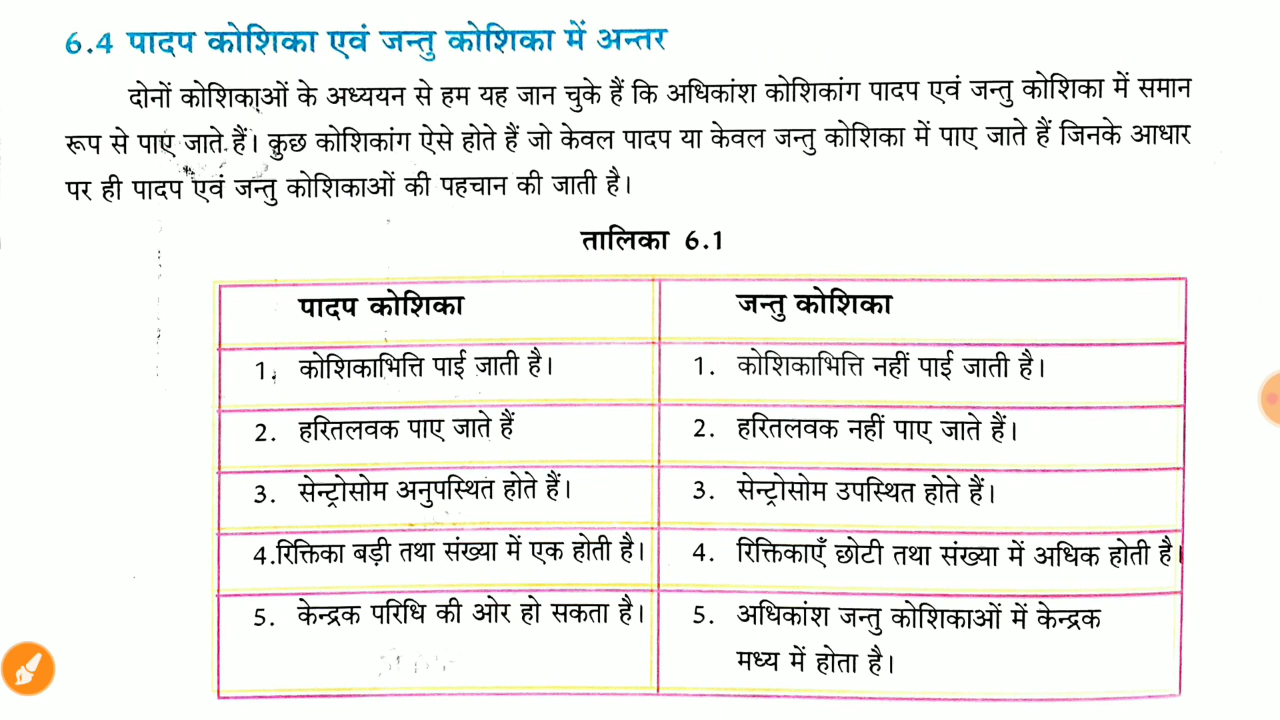 6.4 पादप कोशिका एवं जन्तु कोशिका में अन्तर
दोनों कोशिकाओं के अध्ययन से हम यह जान चुके हैं कि अधिकांश कोशिकांग पादप एवं जन्तु कोशिका में समान
रूप से पाए जाते हैं। कुछ कोशिकांग ऐसे होते हैं जो केवल पादप या केवल जन्तु कोशिका में पाए जाते हैं जिनके आधार
पर ही पादप एवं जन्तु कोशिकाओं की पहचान की जाती है।
तालिका 6.1
पादप कोशिका
जन्तु कोशिका
1. कोशिकाभित्ति पाई जाती है।
1. कोशिकाभित्ति नहीं पाई जाती है।
2. हरितलवक पाए जाते हैं
2. हरितलवक नहीं पाए जाते हैं।
3. सेन्ट्रोसोम अनुपस्थित होते हैं।
3. सेन्ट्रोसोम उपस्थित होते हैं।
4.रिक्तिका बड़ी तथा संख्या में एक होती है।
4. रिक्तिकाएँ छोटी तथा संख्या में अधिक होती है।
5. केन्द्रक परिधि की ओर हो सकता है।
5. अधिकांश जन्तु कोशिकाओं में केन्द्रक
मध्य में होता है।